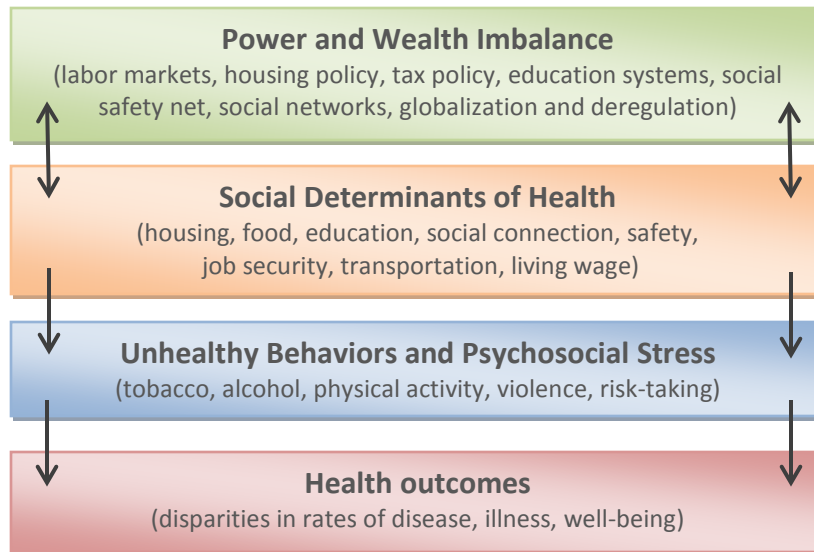 Power and Wealth Imbalance
(labor markets, housing policy, tax policy, education systems, social
safety net, social networks, globalization and deregulation)
Social Determinants of Health
(housing, food, education, social connection, safety,
job security, transportation, living wage)
Unhealthy Behaviors and Psychosocial Stress
(tobacco, alcohol, physical activity, violence, risk-taking)
Health outcomes
(disparities in rates of disease, illness, well-being)